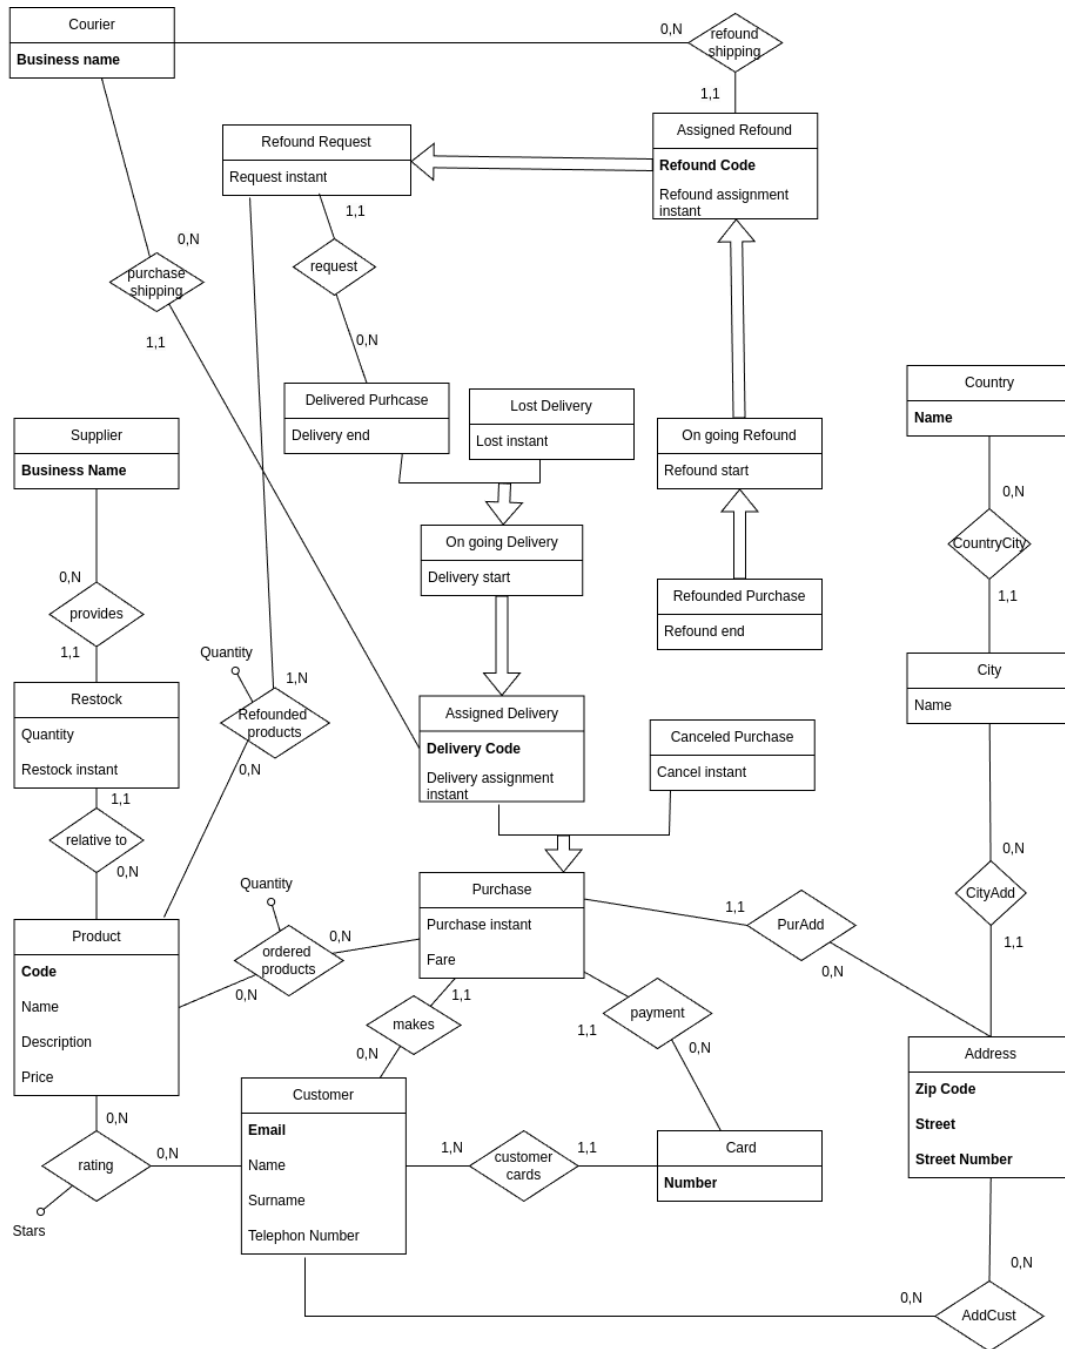 Courier
Business name
0,N
refound
shipping
1,1
Refound Request
Request instant
Assigned Refound
Refound Code
Refound assignment
instant
1,1
0,N
purchase
shipping
request
1,1
0,N
Delivered Purhcase
Delivery end
Lost Delivery
Lost instant
Country
Name
Supplier
Business Name
On going Refound
Refound start
0,N
On going Delivery
Delivery start
CountryCity
0,N
provides
1,1
Refounded Purchase
Refound end
1,1
Quantity
1,N
Restock
Quantity
Restock instant
Refounded
products
0,N
City
Name
Assigned Delivery
Delivery Code
Delivery assignment
instant
Canceled Purchase
Cancel instant
1,1
relative to
0,N
0,N
CityAdd
1,1
Quantity
Purchase
Purchase instant
Fare
1,1
PurAdd
0,N
Product
Code
Name
Description
Price
0,N
ordered
products
0,N
1,1
makes
0,N
1,1
payment
0,N
Address
Zip Code
Street
Street Number
Customer
Email
Name
Surname
Telephon Number
0,N
rating
0,N
Stars
1,N
customer
cards
1,1
Card
Number
0,N
0,N
AddCust